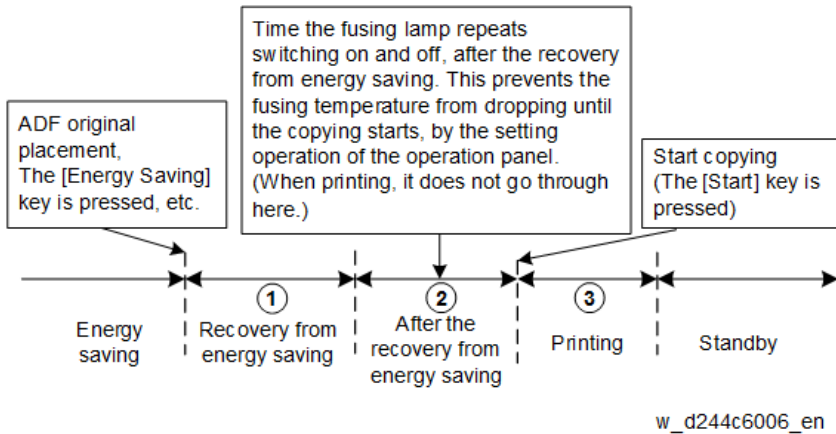 Time the fusing lamp repeats
switching on and off, after the recovery
from energy saving. This prevents the
fusing temperature from dropping until
the copying starts, by the setting
operation of the operation panel.
(When printing, it does not go through
here.)
ADF original
placement,
The [Energy Saving]
key is pressed, etc.
Start copying
(The [Start] key is
pressed)
1
2
3
Energy
saving
Recovery from
energy saving
After the
recovery from
energy saving
Printing
Standby
w_d244c6006_en